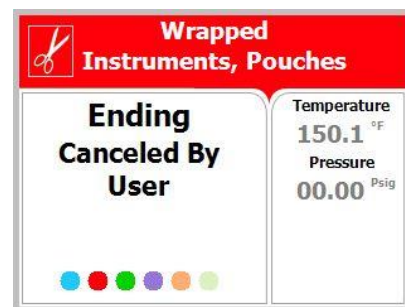 Wrapped
Instruments, Pouches
Ending
Canceled By
User
Temperature
150.1 °F
Pressure
00.00 Psig